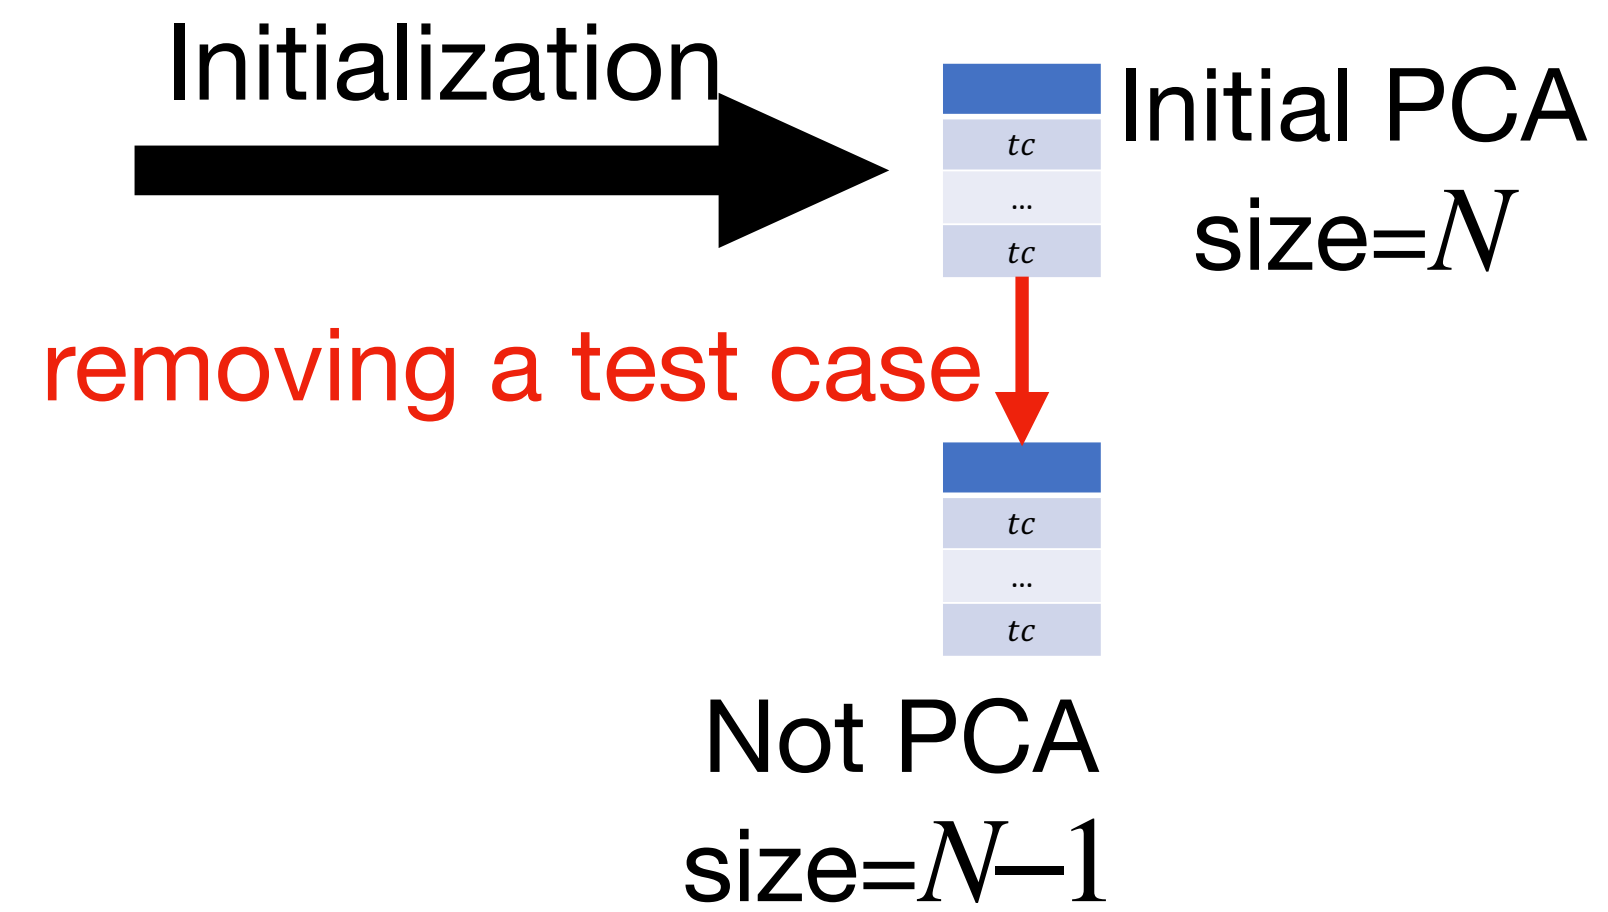 Initialization
Initial PCA
size=N
tc
...
tc
removing a test case
tc
...
tc
Not PCA
size=N−1